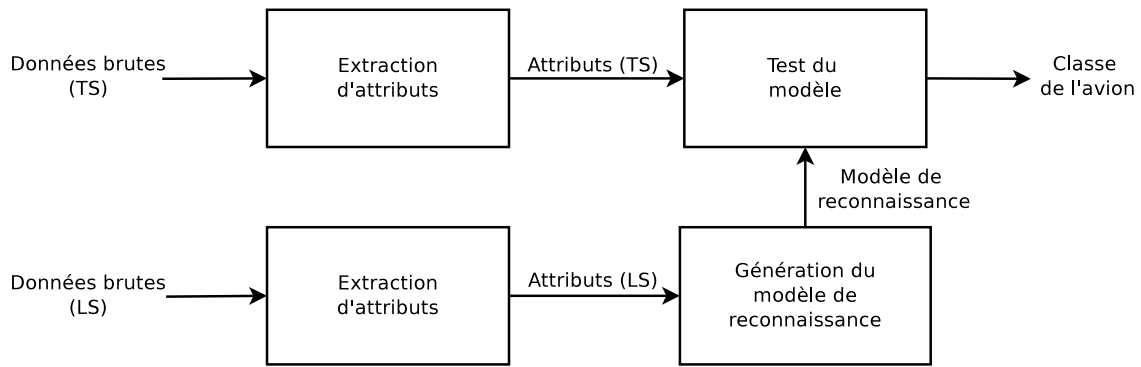 Données brutes
(TS)
Extraction
d'attributs
Attributs (TS)
Test du
modèle
Classe
de l'avion
Modèle de
reconnaissance
Données brutes
(LS)
Extraction
d'attributs
Attributs (LS)
Génération du
modèle de
reconnaissance